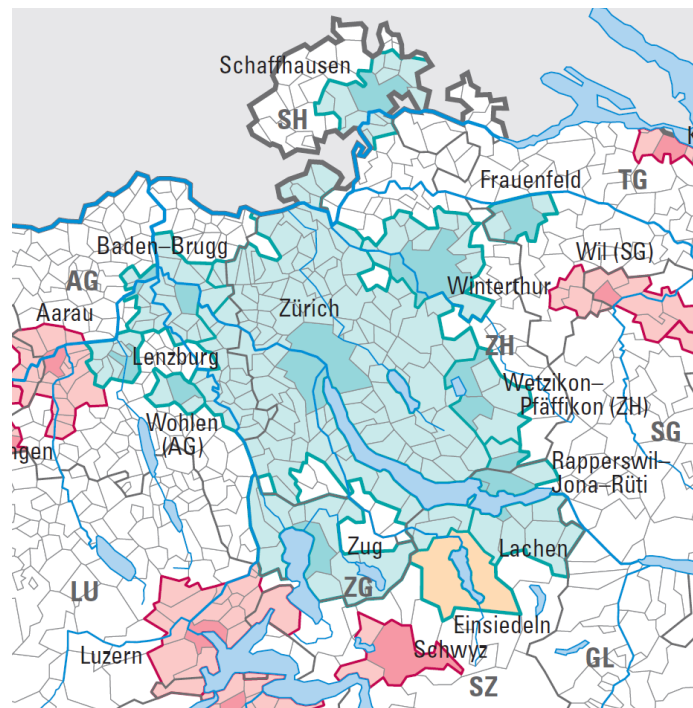 Schaffhausen
SH
Frauenfeld
TG
Baden–Brugg
Wil (SG)
AG
Winterthur
Aarau
Zürich
ZH
Lenzburg
Wetzikon–
Pfäffikon (ZH)
Wohlen
(AG)
SG
ngen
Rapperswil–
Jona–Rüti
Zug
Lachen
ZG
LU
Einsiedeln
Schwyz
Luzern
GL
SZ